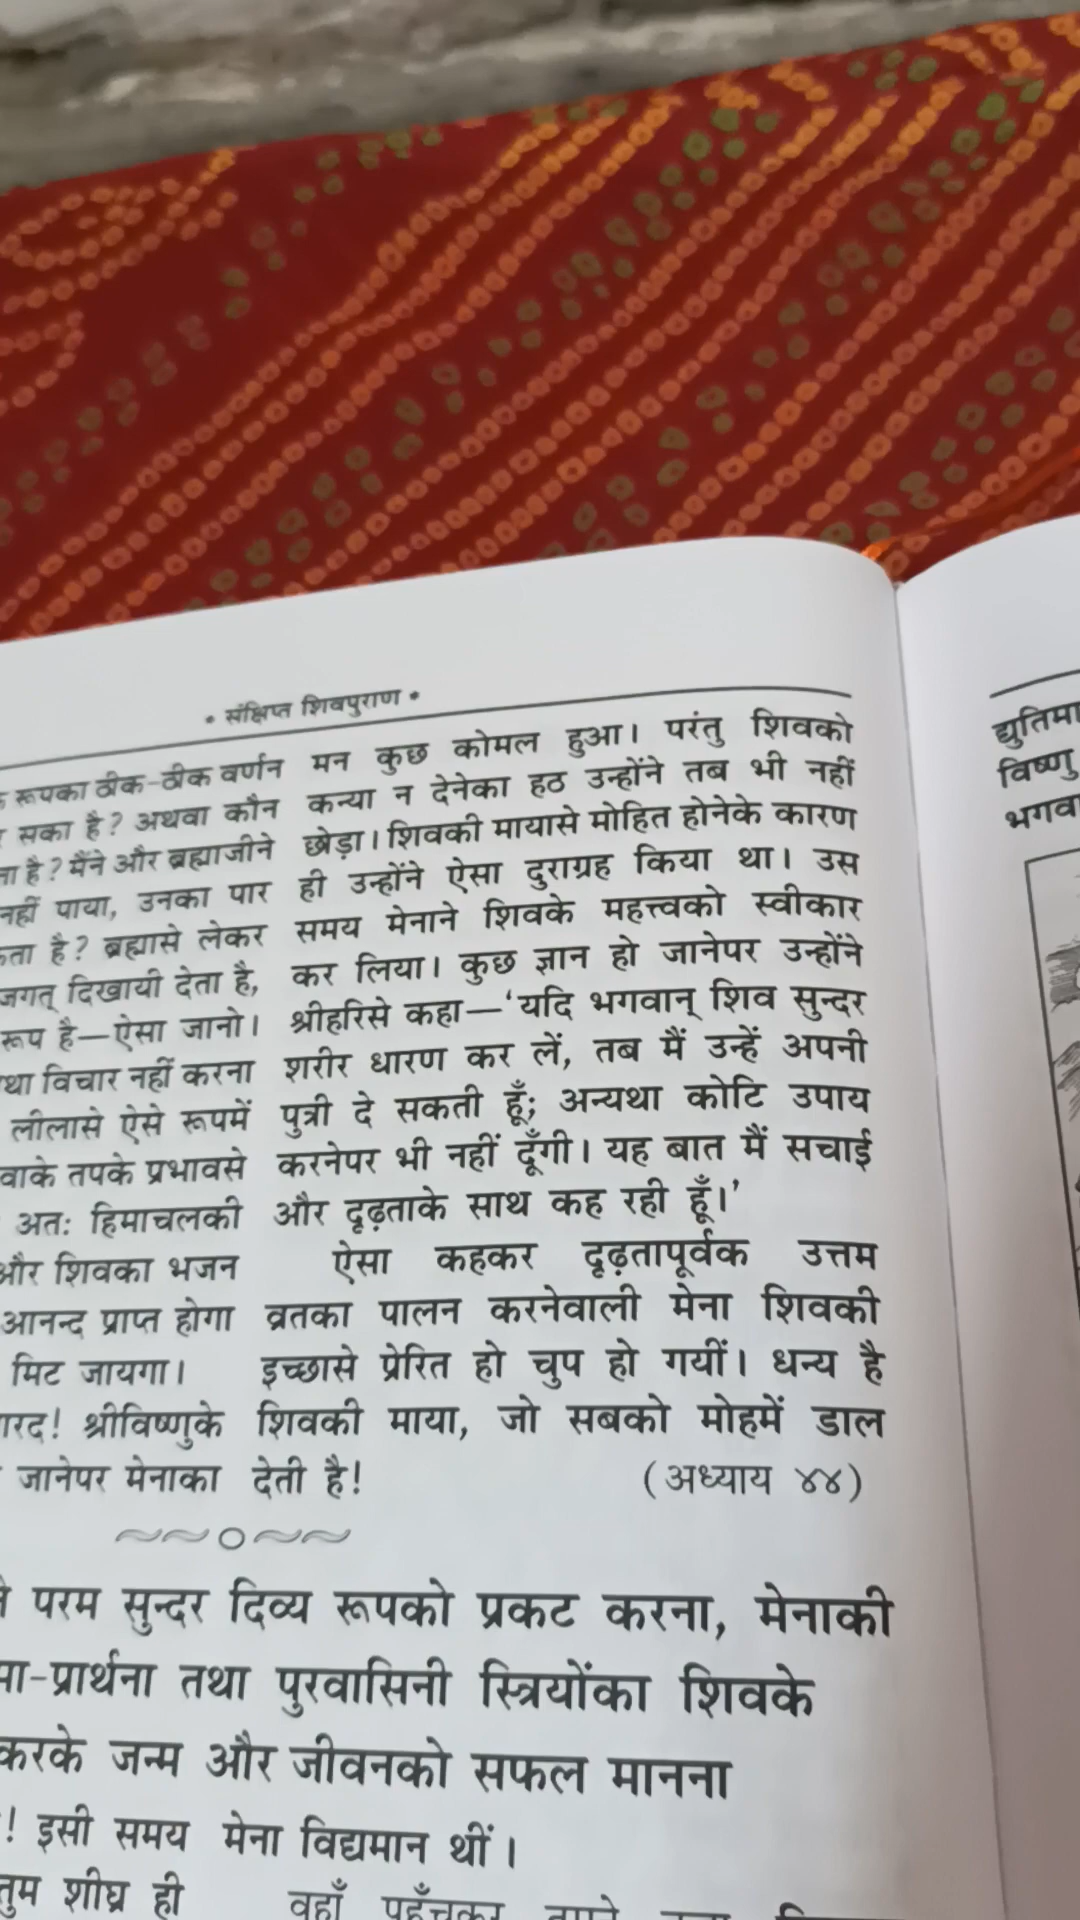 • संक्षिप्त शिवपुराण •
रूपका ठीक-ठीक वर्णन
सका है? अथवा कौन
है? मैंने और ब्रह्माजीने
नहीं पाया, उनका पार
है? ब्रह्मासे लेकर
जगत् दिखायी देता है,
रूप है—ऐसा जानो।
विचार नहीं करना
लीलासे ऐसे रूपमें
तपके प्रभावसे
अतः हिमाचलकी
और शिवका भजन
आनन्द प्राप्त होगा
मिट जायगा।
श्रीविष्णुके
जानेपर मेनाका
मन कुछ कोमल हुआ। परंतु शिवको
कन्या न देनेका हठ उन्होंने तब भी नहीं
छोड़ा। शिवकी मायासे मोहित होनेके कारण
ही उन्होंने ऐसा दुराग्रह किया था। उस
समय मेनाने शिवके महत्त्वको स्वीकार
कर लिया। कुछ ज्ञान हो जानेपर उन्होंने
श्रीहरिसे कहा—‘यदि भगवान् शिव सुन्दर
शरीर धारण कर लें, तब मैं उन्हें अपनी
पुत्री दे सकती हूँ; अन्यथा कोटि उपाय
करनेपर भी नहीं दूँगी। यह बात मैं सचाई
और दृढ़ताके साथ कह रही हूँ।’
ऐसा कहकर दृढ़तापूर्वक उत्तम
व्रतका पालन करनेवाली मेना शिवकी
इच्छासे प्रेरित हो चुप हो गयीं। धन्य है
शिवकी माया, जो सबको मोहमें डाल
देती है! (अध्याय ४४)
परम सुन्दर दिव्य रूपको प्रकट करना, मेनाकी
प्रार्थना तथा पुरवासिनी स्त्रियोंका शिवके
करके जन्म और जीवनको सफल मानना
! इसी समय
तुम शीघ्र ही
मेना विद्यमान थीं।
वहाँ पहुँचकर
द्युतिमा
विष्णु
भगवा